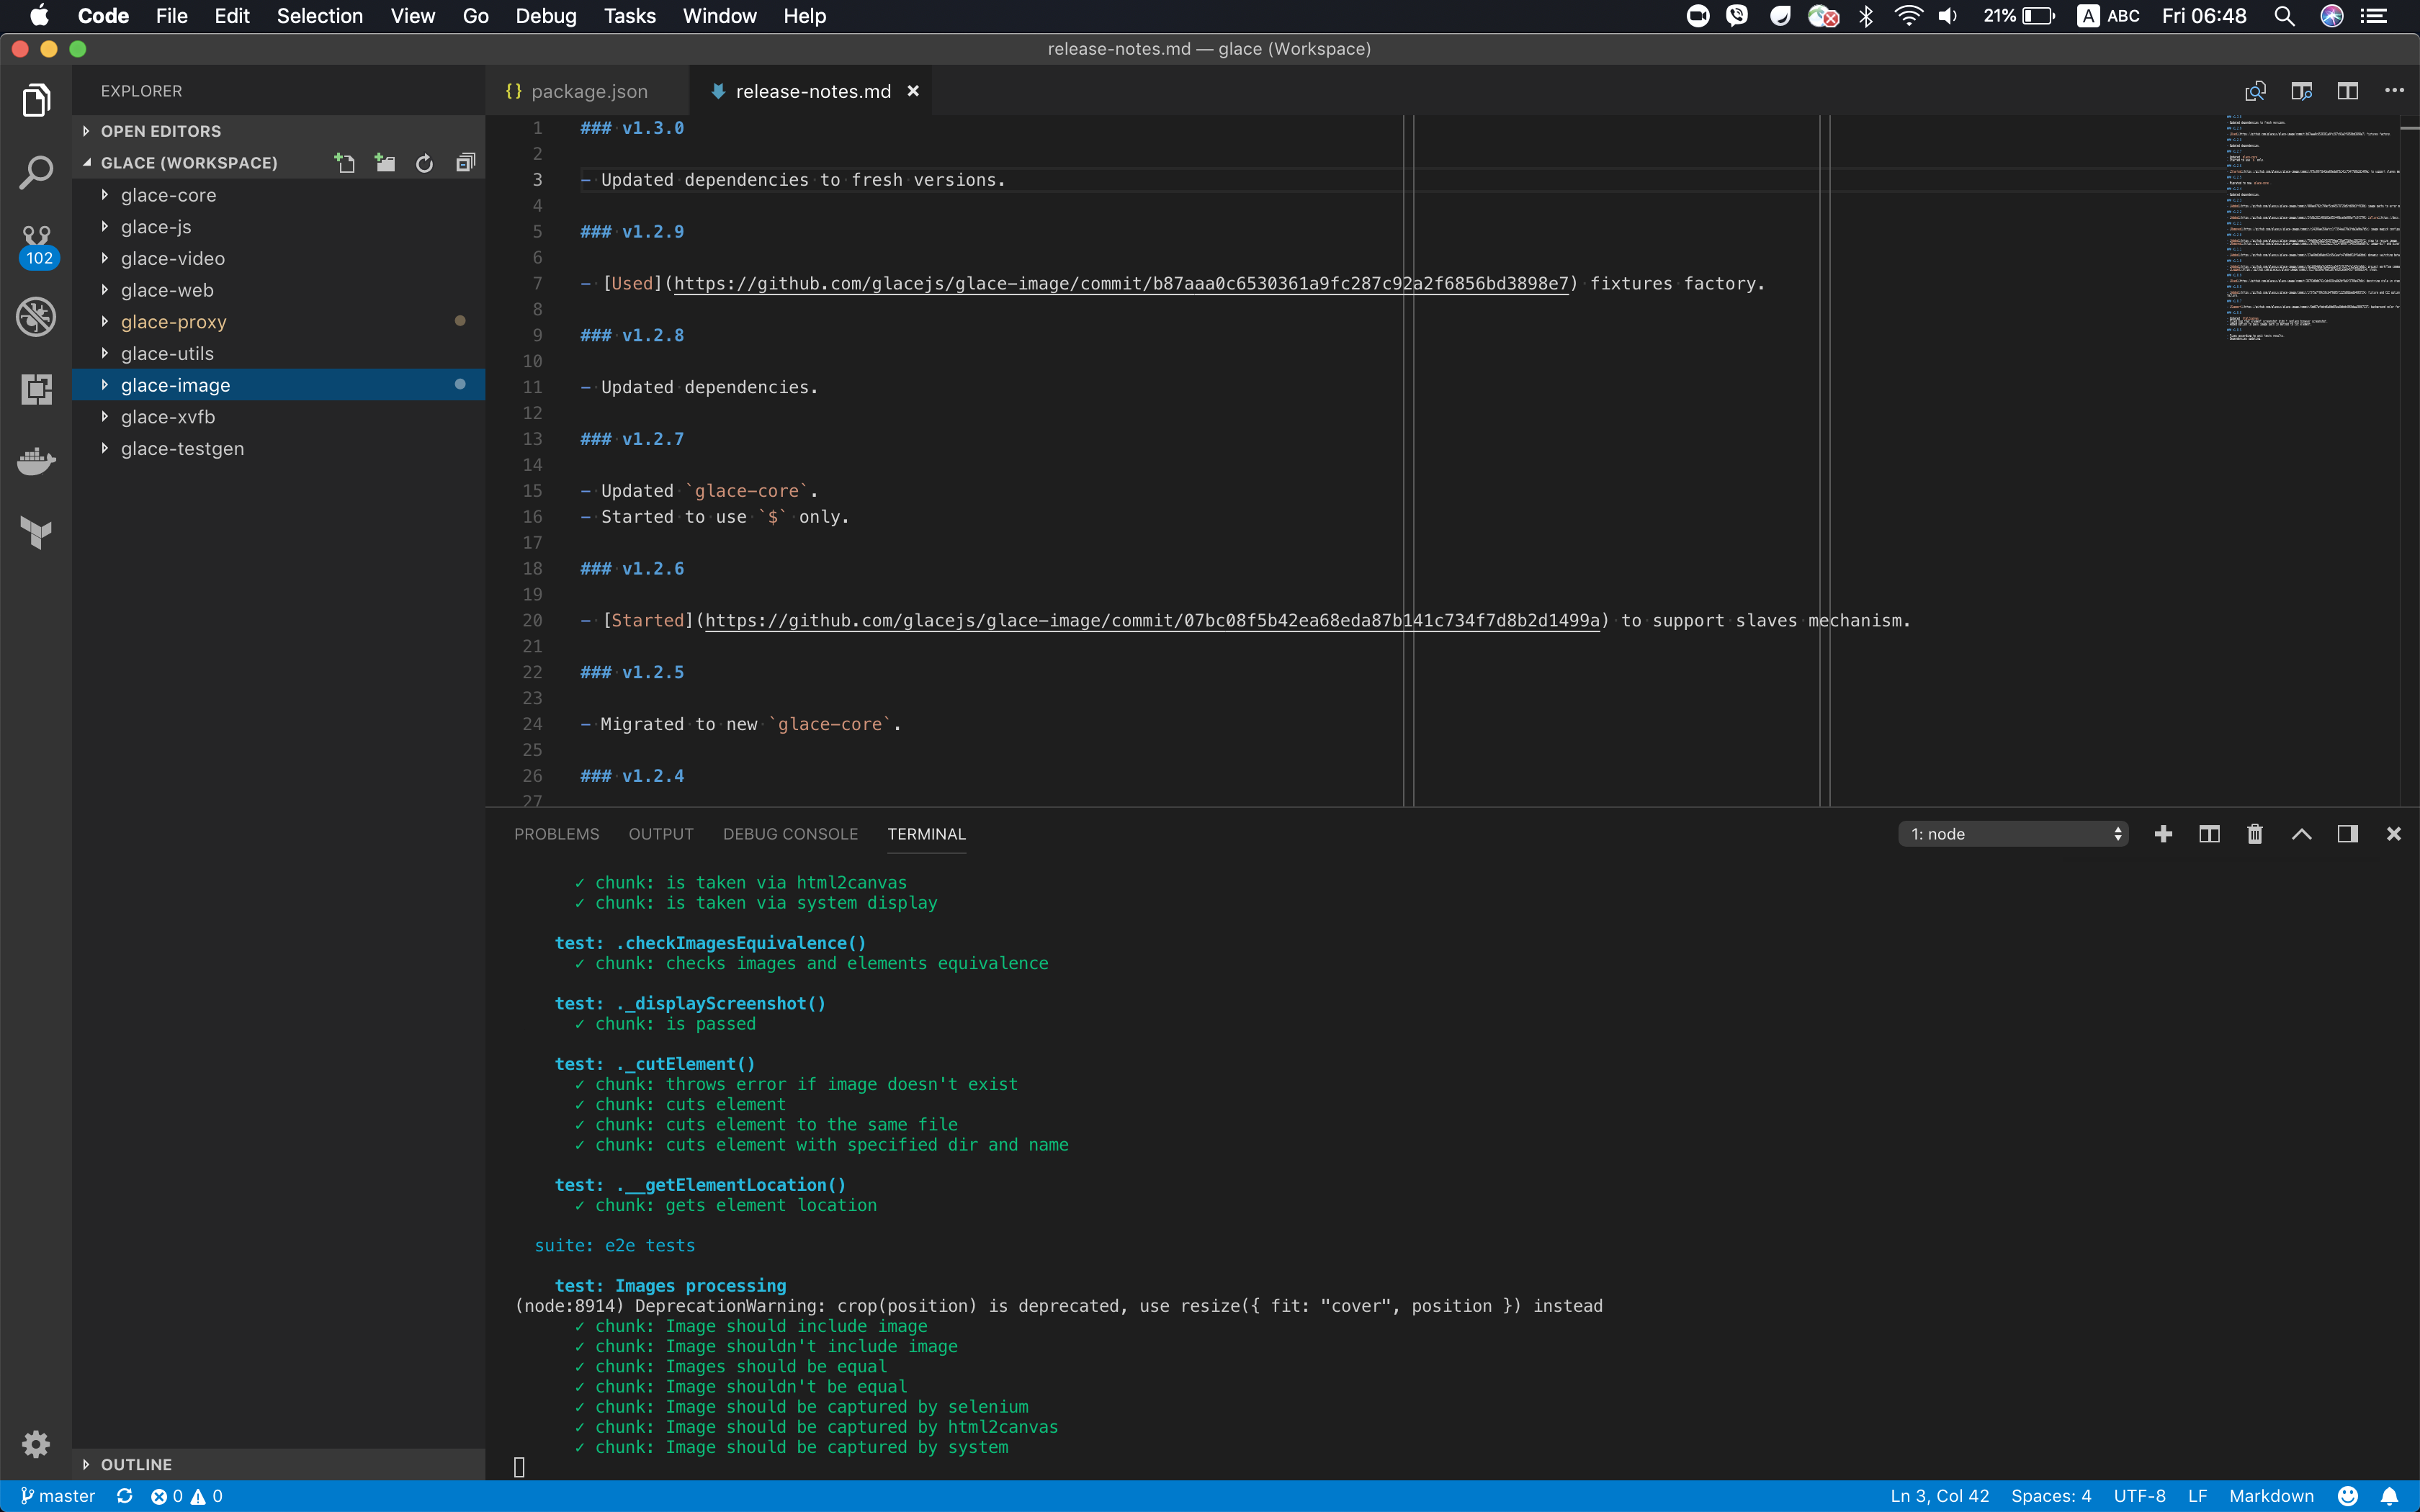 Code File Edit Selection View Go Debug Tasks Window Help 21% A ABC Fri 06:48
release-notes.md — glace (Workspace)
EXPLORER
OPEN EDITORS
GLACE (WORKSPACE)
glace-core
glace-js
glace-video
glace-web
glace-proxy
glace-utils
glace-image
glace-xvfb
glace-testgen
OUTLINE
102
{} package.json release-notes.md ×
1 ### v1.3.0
2
3 - Updated dependencies to fresh versions.
4
5 ### v1.2.9
6
7 - [Used](https://github.com/glacejs/glace-image/commit/b87aaa0c6530361a9fc287c92a2f6856bd3898e7) fixtures factory.
8
9 ### v1.2.8
10
11 - Updated dependencies.
12
13 ### v1.2.7
14
15 - Updated `glace-core`.
16 - Started to use `$` only.
17
18 ### v1.2.6
19
20 - [Started](https://github.com/glacejs/glace-image/commit/07bc08f5b42ea68eda87b141c734f7d8b2d1499a) to support slaves mechanism.
21
22 ### v1.2.5
23
24 - Migrated to new `glace-core`.
25
26 ### v1.2.4
27
PROBLEMS OUTPUT DEBUG CONSOLE TERMINAL 1: node
✓ chunk: is taken via html2canvas
✓ chunk: is taken via system display
test: .checkImagesEquivalence()
✓ chunk: checks images and elements equivalence
test: ._displayScreenshot()
✓ chunk: is passed
test: ._cutElement()
✓ chunk: throws error if image doesn't exist
✓ chunk: cuts element
✓ chunk: cuts element to the same file
✓ chunk: cuts element with specified dir and name
test: .__getElementLocation()
✓ chunk: gets element location
suite: e2e tests
test: Images processing
(node:8914) DeprecationWarning: crop(position) is deprecated, use resize({ fit: "cover", position }) instead
✓ chunk: Image should include image
✓ chunk: Image shouldn't include image
✓ chunk: Images should be equal
✓ chunk: Image shouldn't be equal
✓ chunk: Image should be captured by selenium
✓ chunk: Image should be captured by html2canvas
✓ chunk: Image should be captured by system
master 0 0 Ln 3, Col 42 Spaces: 4 UTF-8 LF Markdown